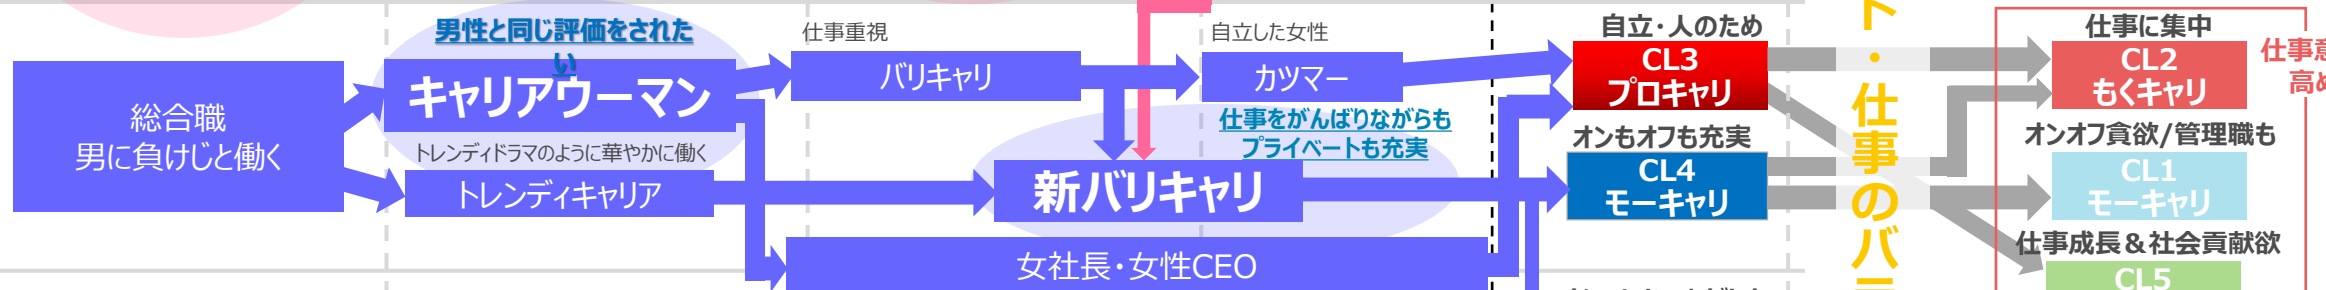 総合職
男に負けじと働く
男性と同じ評価をされた
い
キャリアウーマン
トレンディドラマのように華やかに働く
トレンディキャリア
仕事重視
バリキャリ
自立した女性
カツマー
仕事をがんばりながらも
プライベートも充実
新バリキャリ
女社長・女性CEO
自立・人のため
CL3
プロキャリ
オンもオフも充実
CL4
モーキャリ
ト・仕事のバ
仕事に集中
CL2
もくキャリ
オンオフ貪欲/管理職も
CL1
モーキャリ
仕事成長＆社会貢献欲
CL5
仕事意
高め